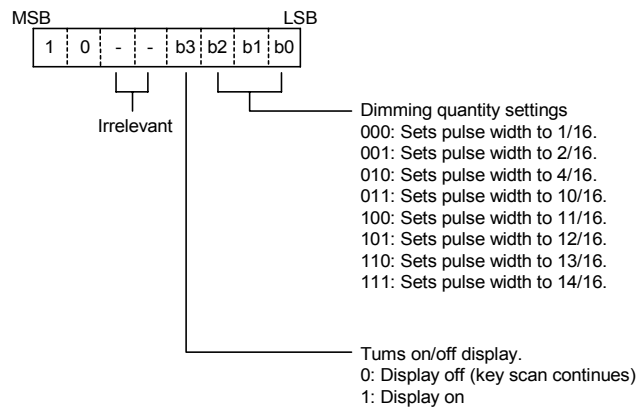 MSB LSB
1 0 - - b3 b2 b1 b0
Irrelevant
Dimming quantity settings
000: Sets pulse width to 1/16.
001: Sets pulse width to 2/16.
010: Sets pulse width to 4/16.
011: Sets pulse width to 10/16.
100: Sets pulse width to 11/16.
101: Sets pulse width to 12/16.
110: Sets pulse width to 13/16.
111: Sets pulse width to 14/16.
Tums on/off display.
0: Display off (key scan continues)
1: Display on